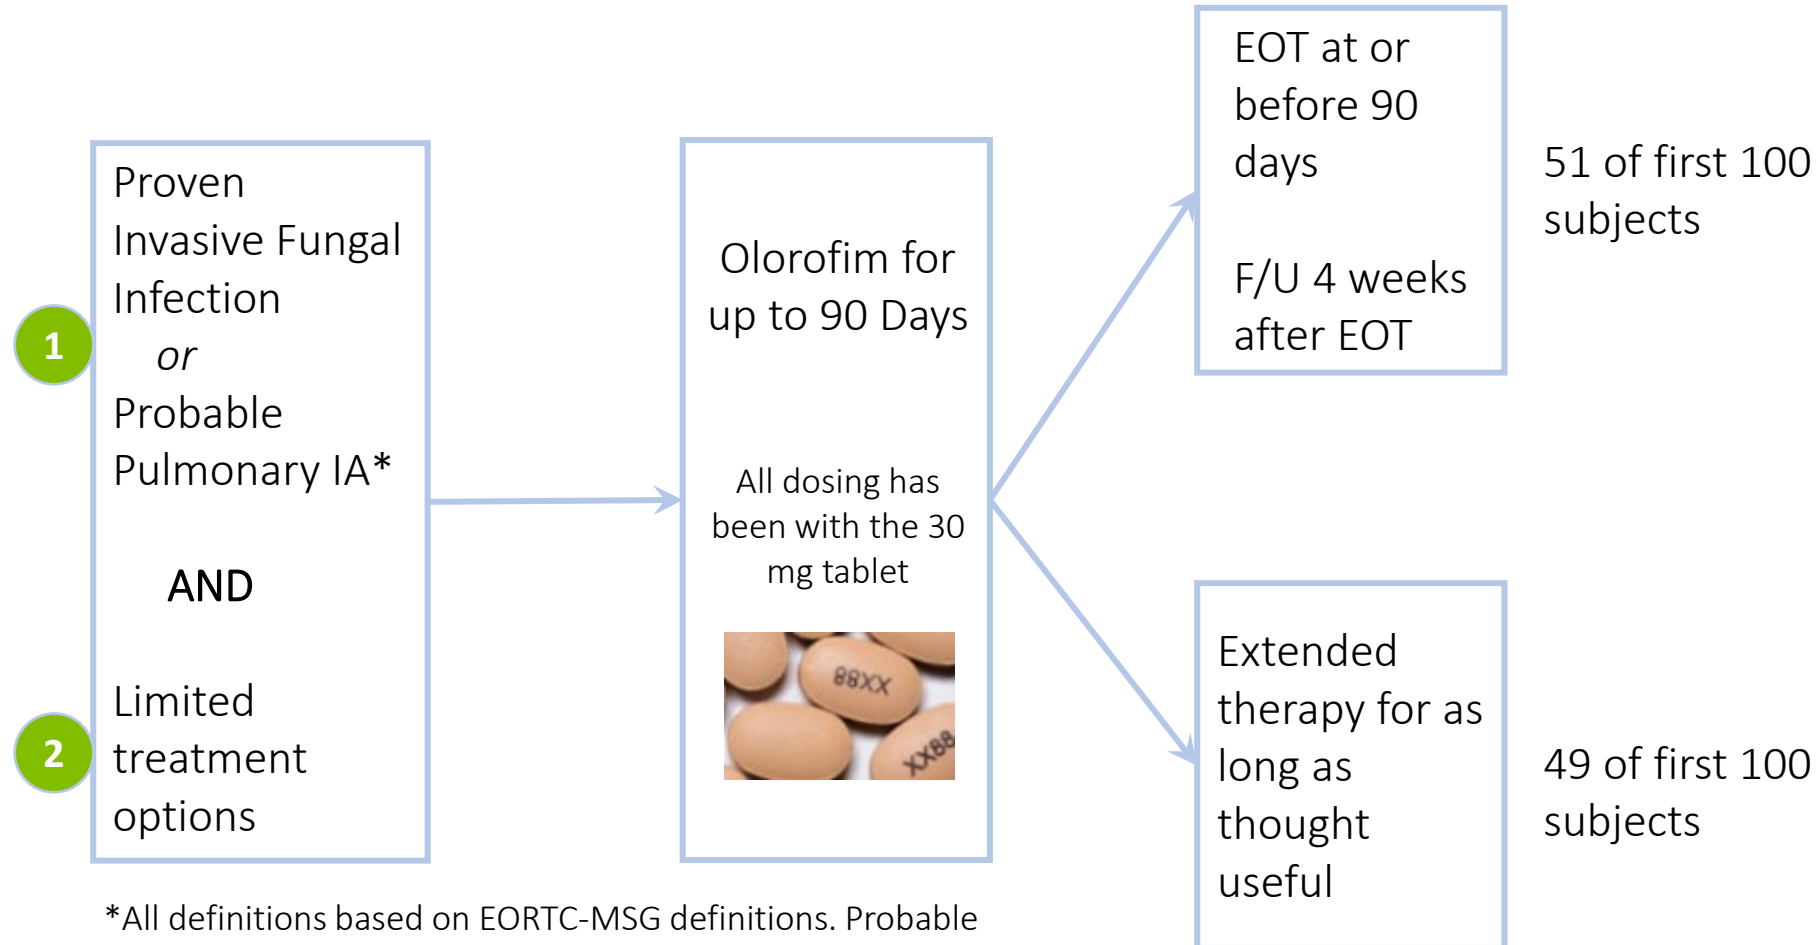 1
Proven
Invasive Fungal
Infection
or
Probable
Pulmonary IA*
AND
2
Limited
treatment
options
Olorofim for
up to 90 Days
All dosing has
been with the 30
mg tablet
88XX
XX88
EOT at or
before 90
days
F/U 4 weeks
after EOT
51 of first 100
subjects
Extended
therapy for as
long as
thought
useful
49 of first 100
subjects
*All definitions based on EORTC-MSG definitions. Probable